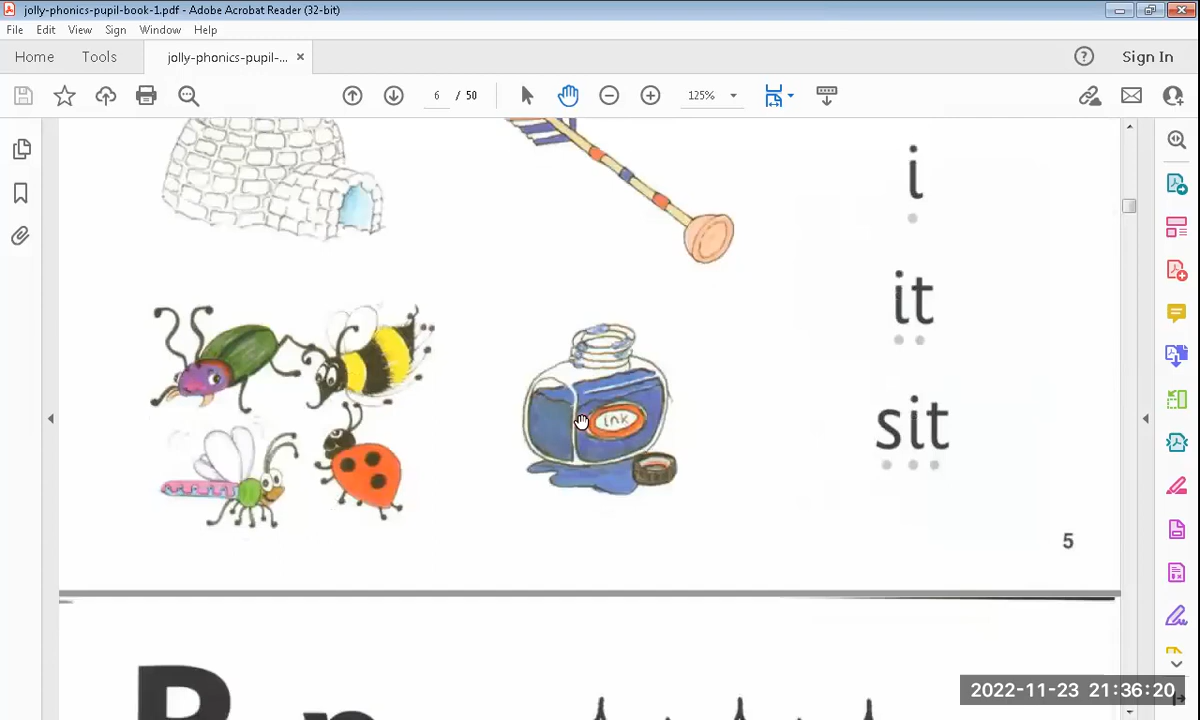 jolly-phonics-pupil-book-1.pdf - Adobe Acrobat Reader (32-bit)
File Edit View Sign Window Help
Home Tools jolly-phonics-pupil-... × Sign In
6 / 50 125%
i
it
ink
sit
5
P p
2022-11-23 21:36:20